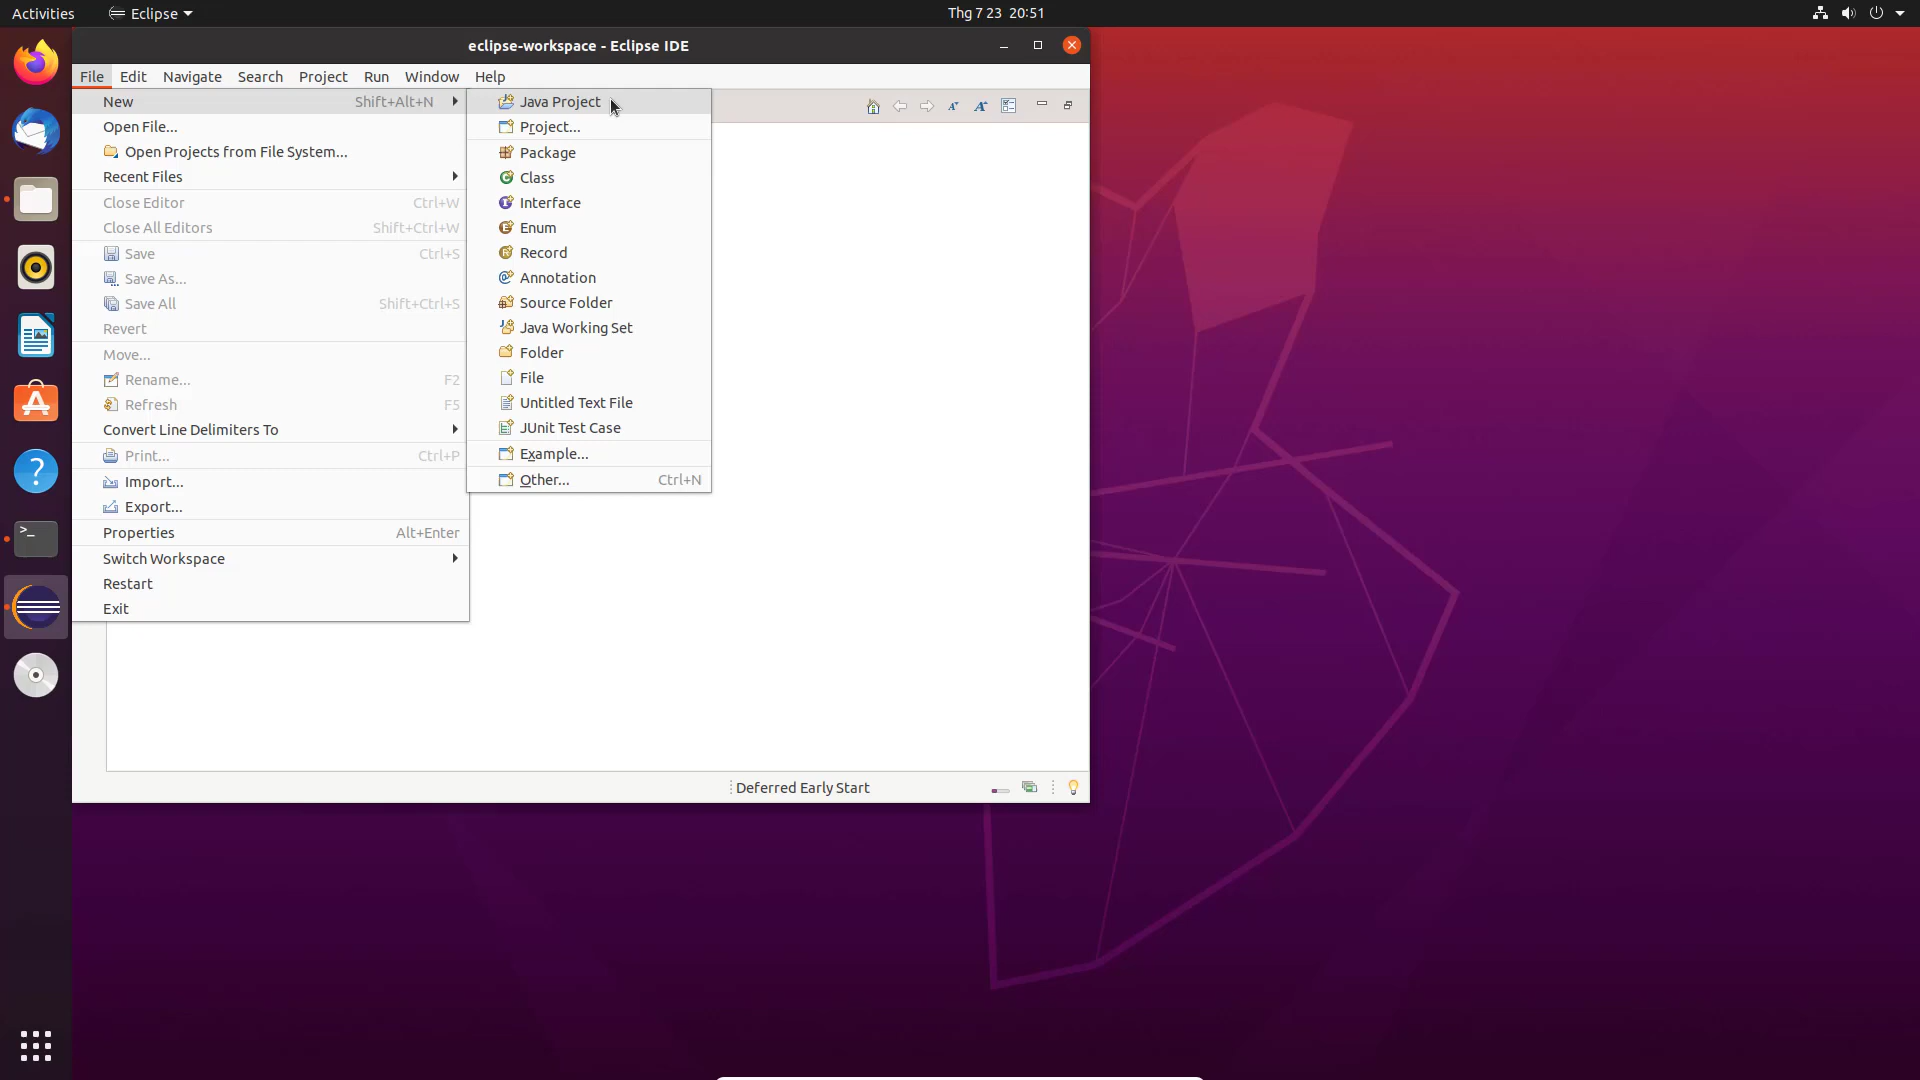 Activities
Eclipse
Thg 7 23 20:51
eclipse-workspace - Eclipse IDE
File Edit Navigate Search Project Run Window Help
New Shift+Alt+N
Open File...
Open Projects from File System...
Recent Files
Close Editor Ctrl+W
Close All Editors Shift+Ctrl+W
Save Ctrl+S
Save As...
Save All Shift+Ctrl+S
Revert
Move...
Rename... F2
Refresh F5
Convert Line Delimiters To
Print... Ctrl+P
Import...
Export...
Properties Alt+Enter
Switch Workspace
Restart
Exit
Java Project
Project...
Package
Class
Interface
Enum
Record
Annotation
Source Folder
Java Working Set
Folder
File
Untitled Text File
JUnit Test Case
Example...
Other... Ctrl+N
Deferred Early Start